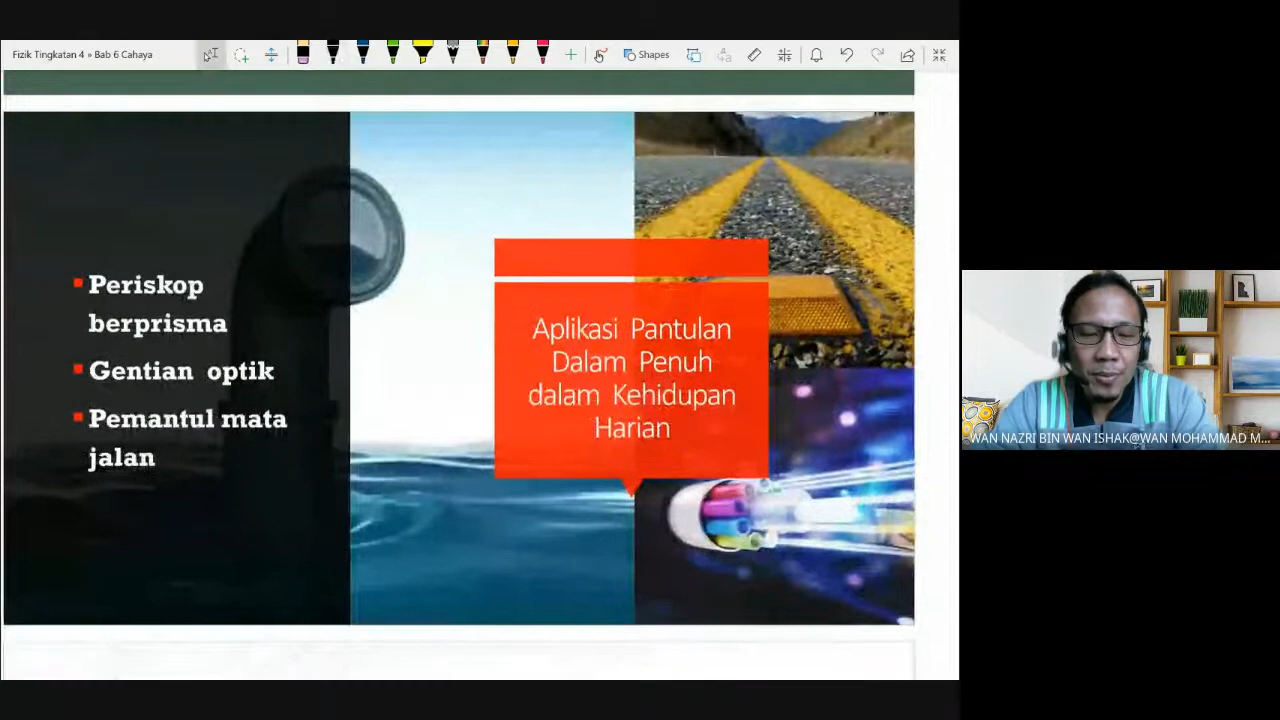 Fizik Tingkatan 4 » Bab 6 Cahaya
Shapes
Periskop
berprisma
Gentian optik
Pemantul mata
jalan
Aplikasi Pantulan
Dalam Penuh
dalam Kehidupan
Harian
WAN NAZRI BIN WAN ISHAK@WAN MOHAMMAD M...